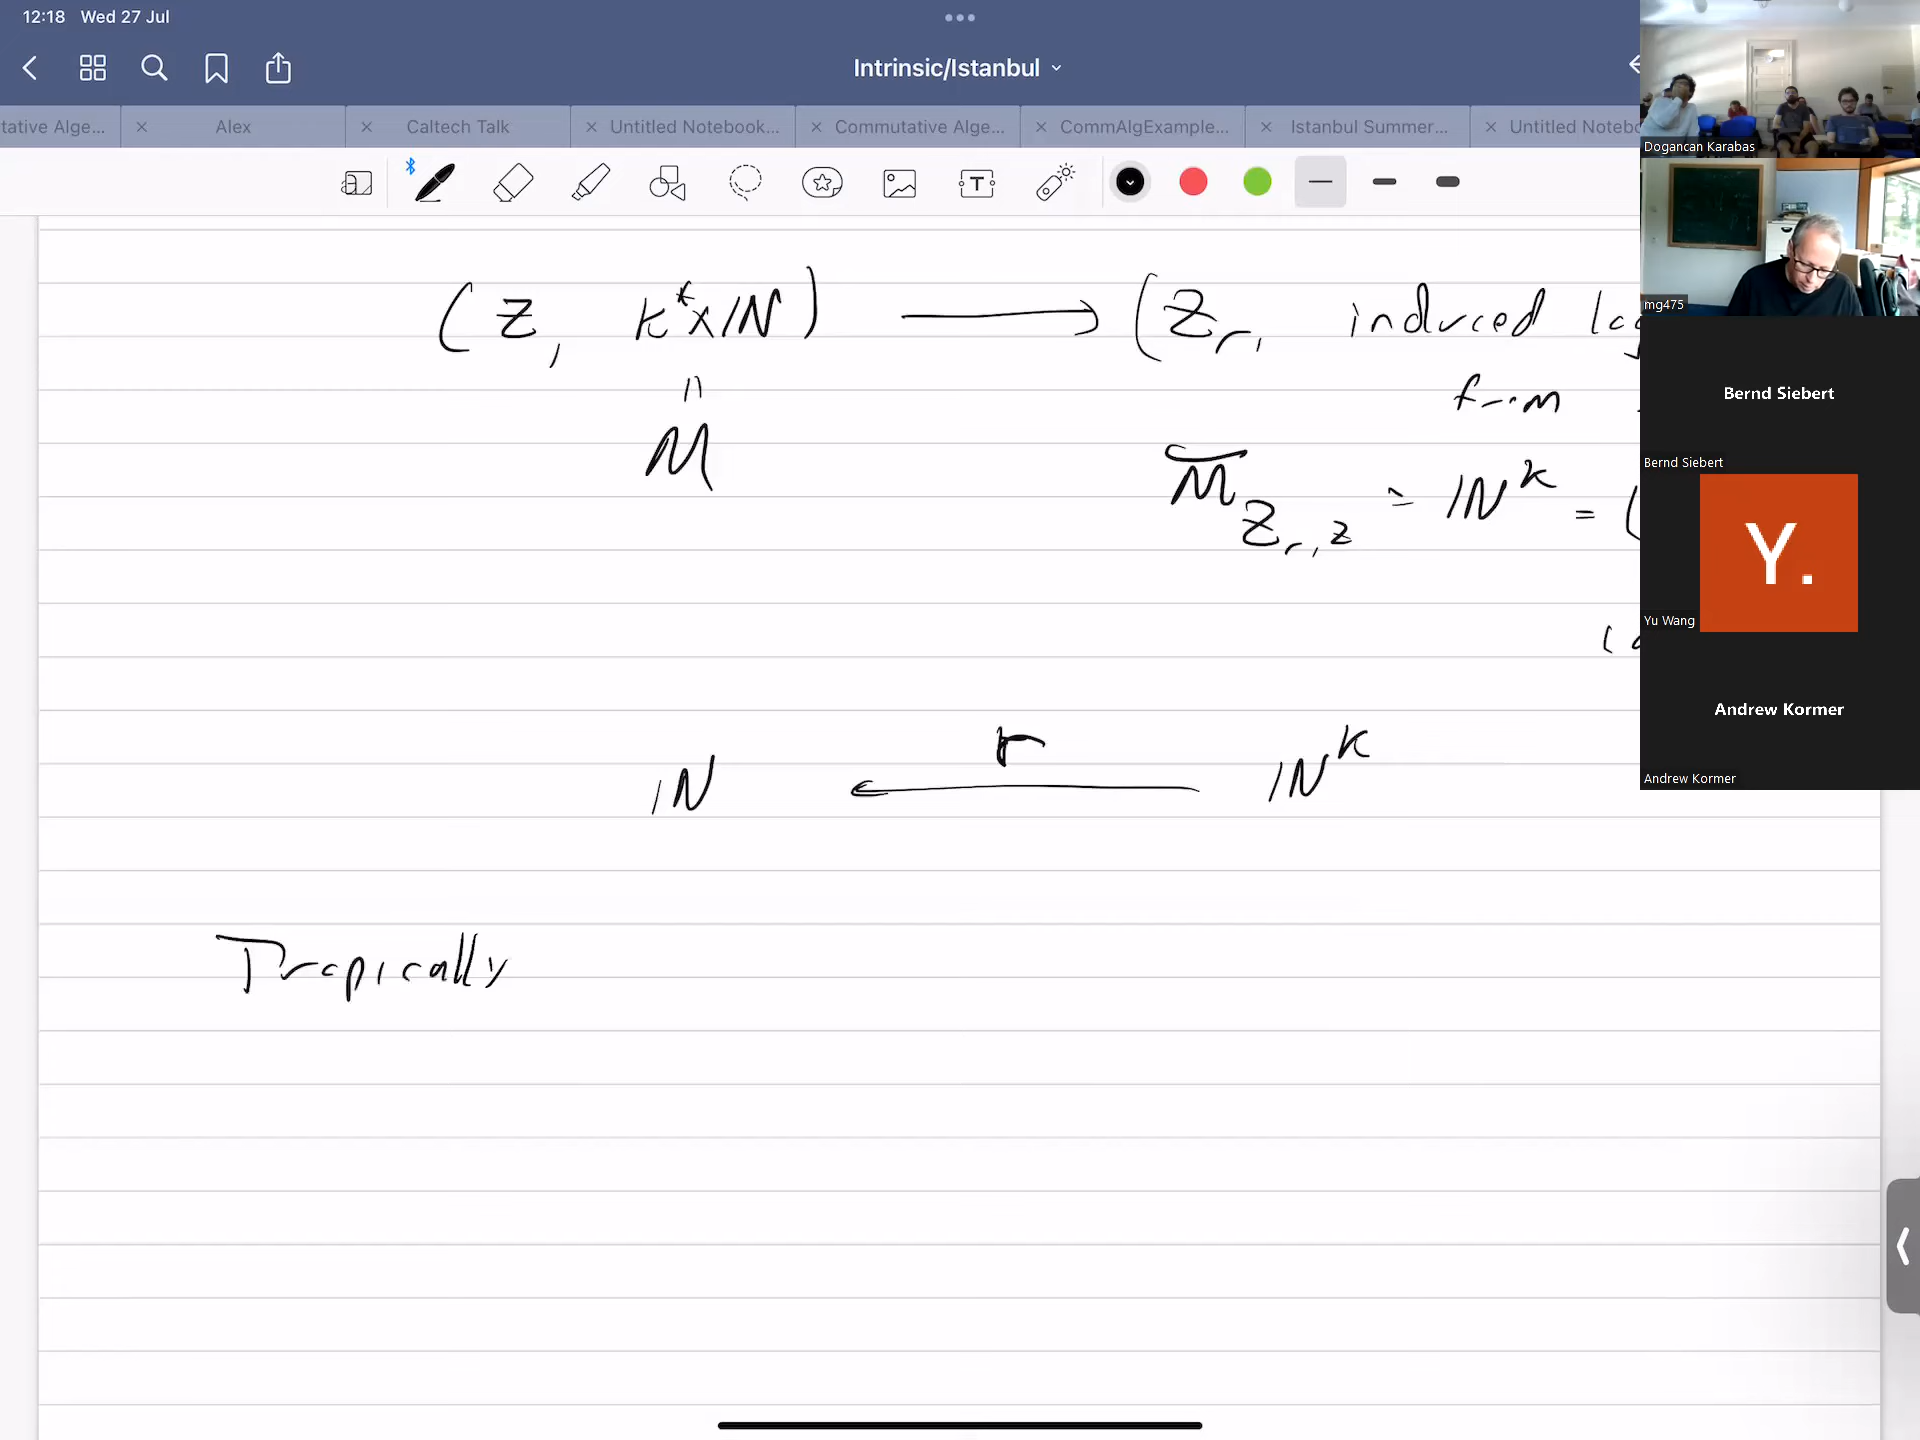 12:18 Wed 27 Jul
Intrinsic/Istanbul
tative Alge...
Alex
Caltech Talk
Untitled Notebook...
Commutative Alge...
CommAlgExample...
Istanbul Summer...
Untitled Notebo
Dogancan Karabas
mg475
Bernd Siebert
Bernd Siebert
Y.
Yu Wang
Andrew Kormer
Andrew Kormer
(Z, k^* × ℕ) ⟶ (Z_r, induced
from
= M
M̄_{Z_r, z} = ℕ^k = (
ℕ ⟵ r ℕ^k
Tropically